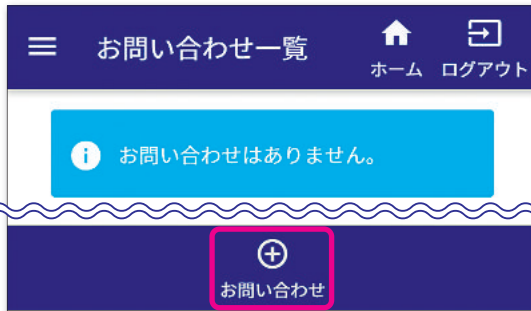 お問い合わせ一覧
ホーム ログアウト
お問い合わせはありません。
お問い合わせ